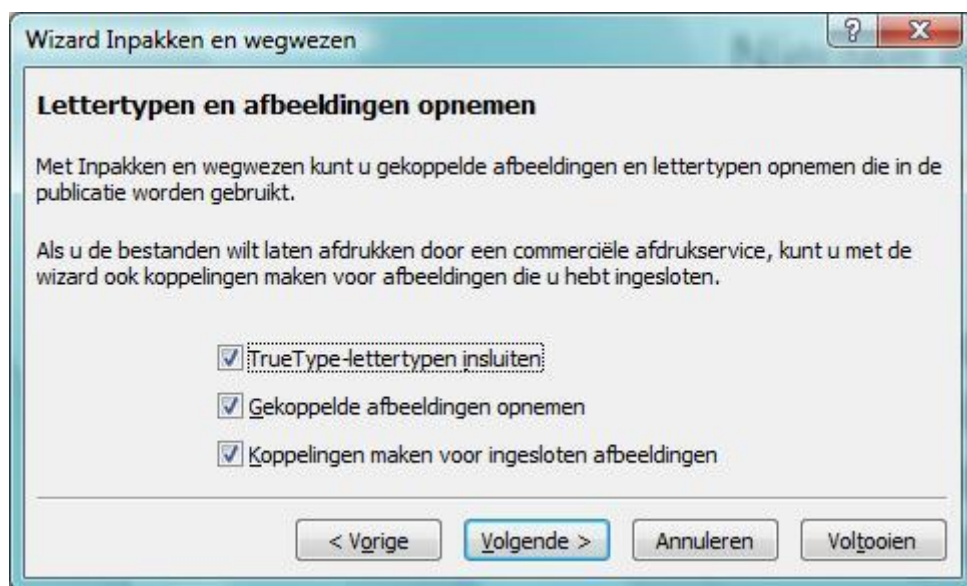 Wizard Inpakken en wegwezen
Lettertypen en afbeeldingen opnemen
Met Inpakken en wegwezen kunt u gekoppelde afbeeldingen en lettertypen opnemen die in de
publicatie worden gebruikt.
Als u de bestanden wilt laten afdrukken door een commerciële afdrukservice, kunt u met de
wizard ook koppelingen maken voor afbeeldingen die u hebt ingesloten.
TrueType-lettertypen insluiten
Gekoppelde afbeeldingen opnemen
Koppelingen maken voor ingesloten afbeeldingen
< Vorige Volgende > Annuleren Voltooien